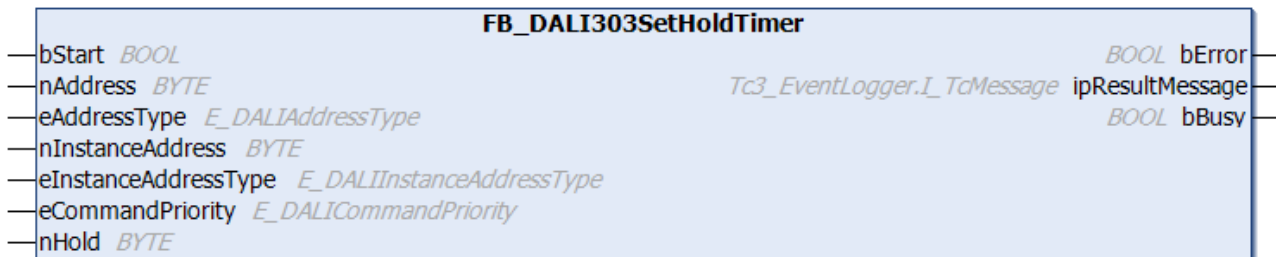 FB_DALI303SetHoldTimer
bStart BOOL BOOL bError
nAddress BYTE Tc3_EventLogger.I_TcMessage ipResultMessage
eAddressType E_DALIAddressType BOOL bBusy
nInstanceAddress BYTE
eInstanceAddressType E_DALIInstanceAddressType
eCommandPriority E_DALICommandPriority
nHold BYTE